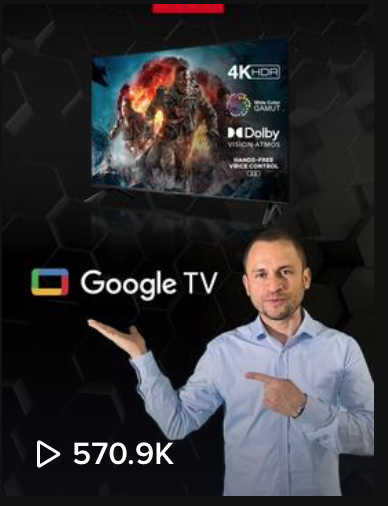 4K HDR
Wide Color
GAMUT
Dolby
VISION·ATMOS
HANDS-FREE
VOICE CONTROL
Google TV
570.9K